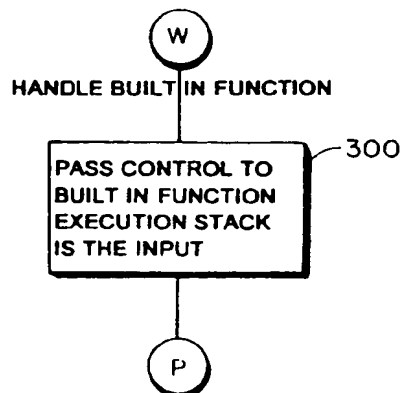 W
HANDLE BUILT IN FUNCTION
300
PASS CONTROL TO
BUILT IN FUNCTION
EXECUTION STACK
IS THE INPUT
P